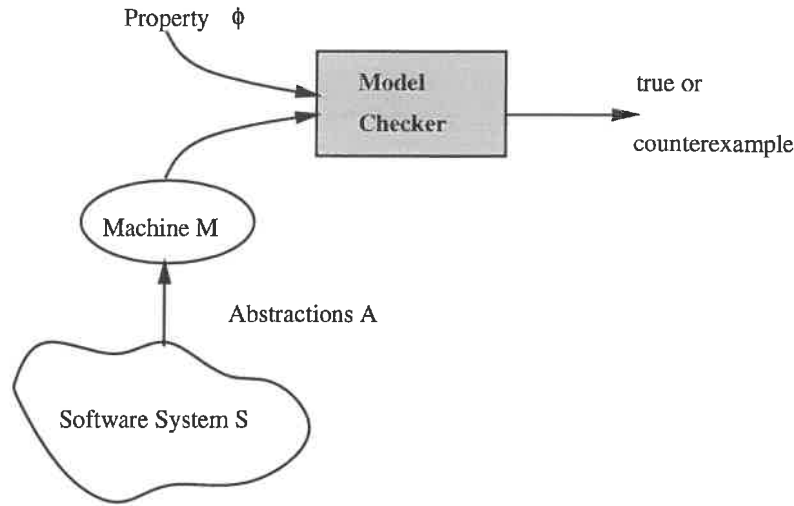 Property ϕ
Model
Checker
true or
counterexample
Machine M
Abstractions A
Software System S